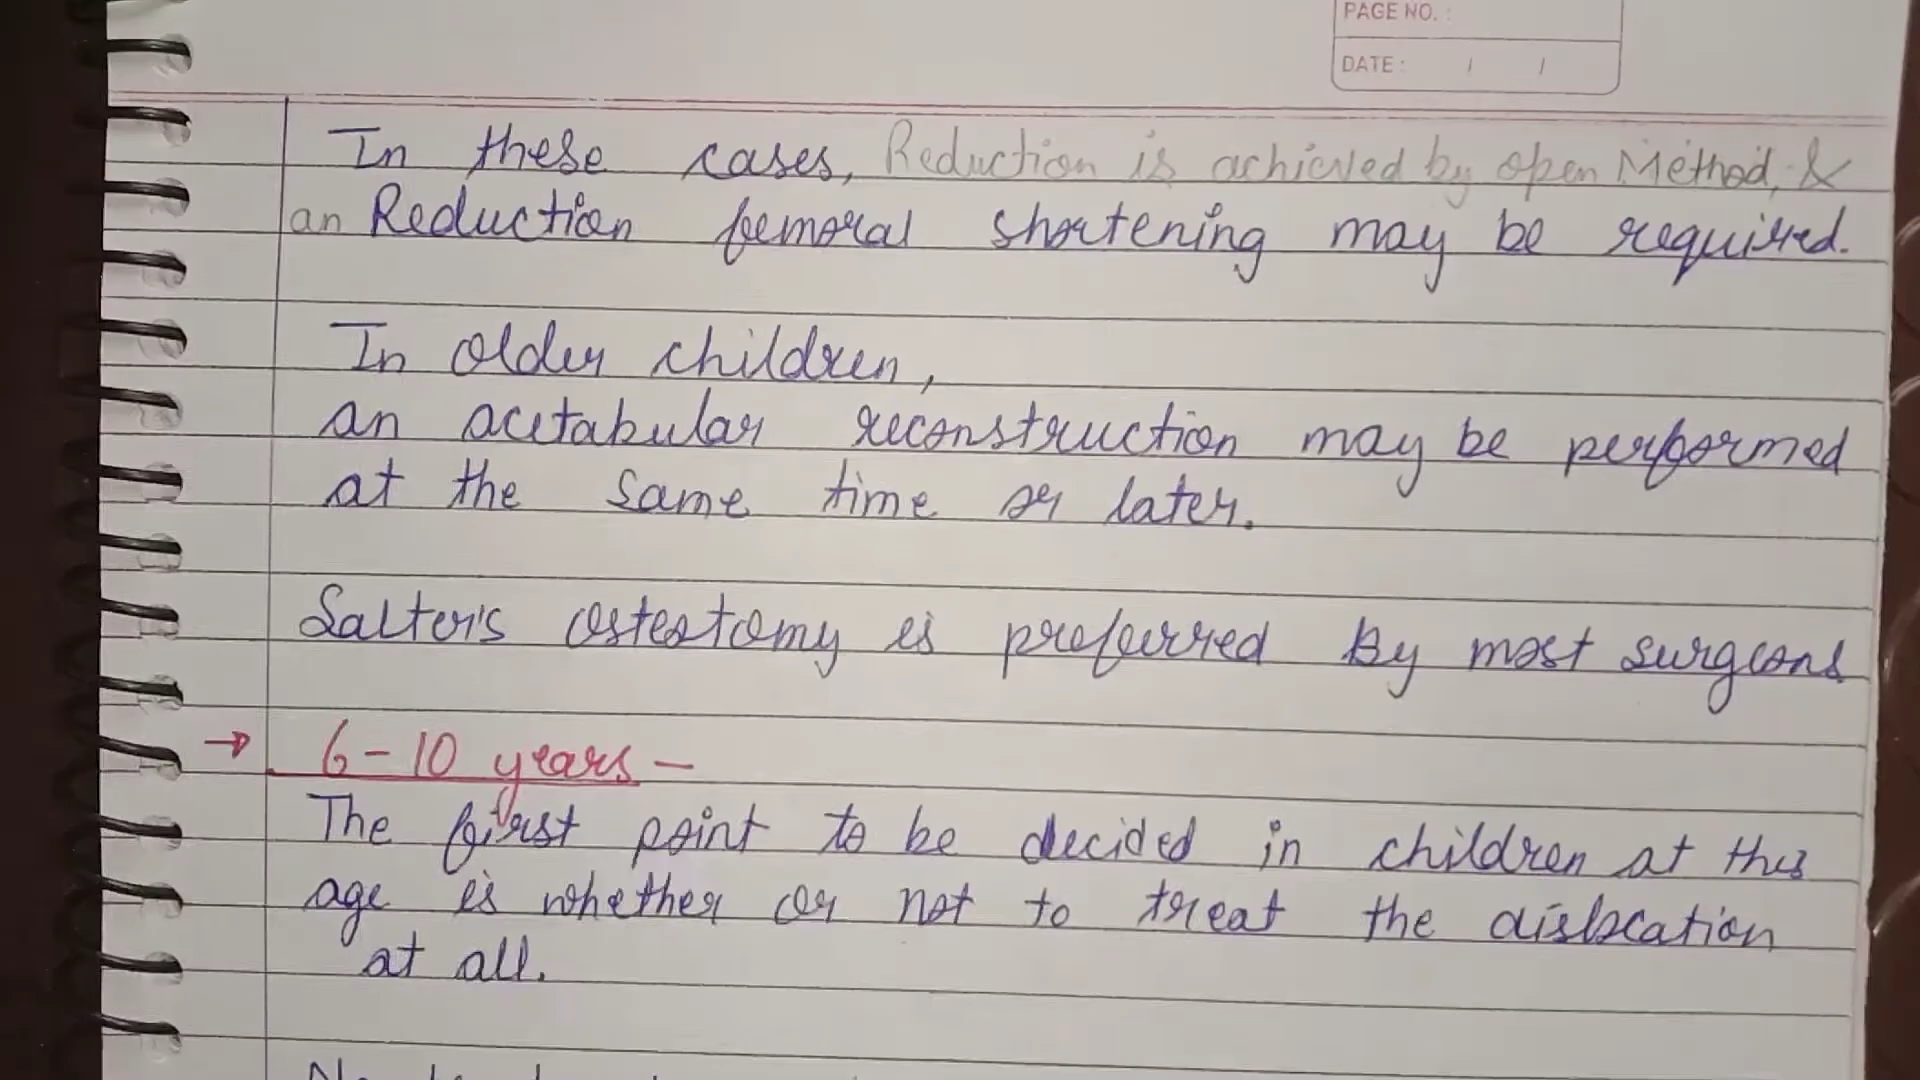 PAGE NO. :
DATE : / /
In these cases, Reduction is achieved by open Method, &
an Reduction femoral shortening may be required.
In older children,
an acetabular reconstruction may be performed
at the same time or later.
Salter's osteotomy is preferred By most surgeons
→ 6-10 years -
The first point to be decided in children at this
age is whether or not to treat the dislocation
at all.